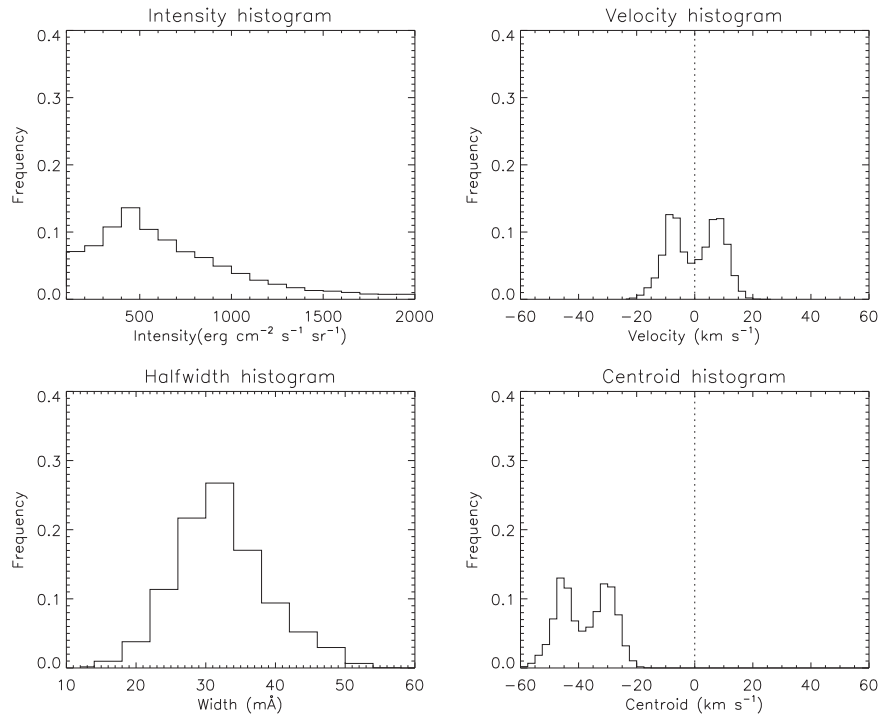 Intensity histogram
0.4
0.3
0.2
0.1
0.0
Frequency
500 1000 1500 2000
Intensity(erg cm⁻² s⁻¹ sr⁻¹)
Velocity histogram
0.4
0.3
0.2
0.1
0.0
Frequency
−60 −40 −20 0 20 40 60
Velocity (km s⁻¹)
Halfwidth histogram
0.4
0.3
0.2
0.1
0.0
Frequency
10 20 30 40 50 60
Width (mÅ)
Centroid histogram
0.4
0.3
0.2
0.1
0.0
Frequency
−60 −40 −20 0 20 40 60
Centroid (km s⁻¹)